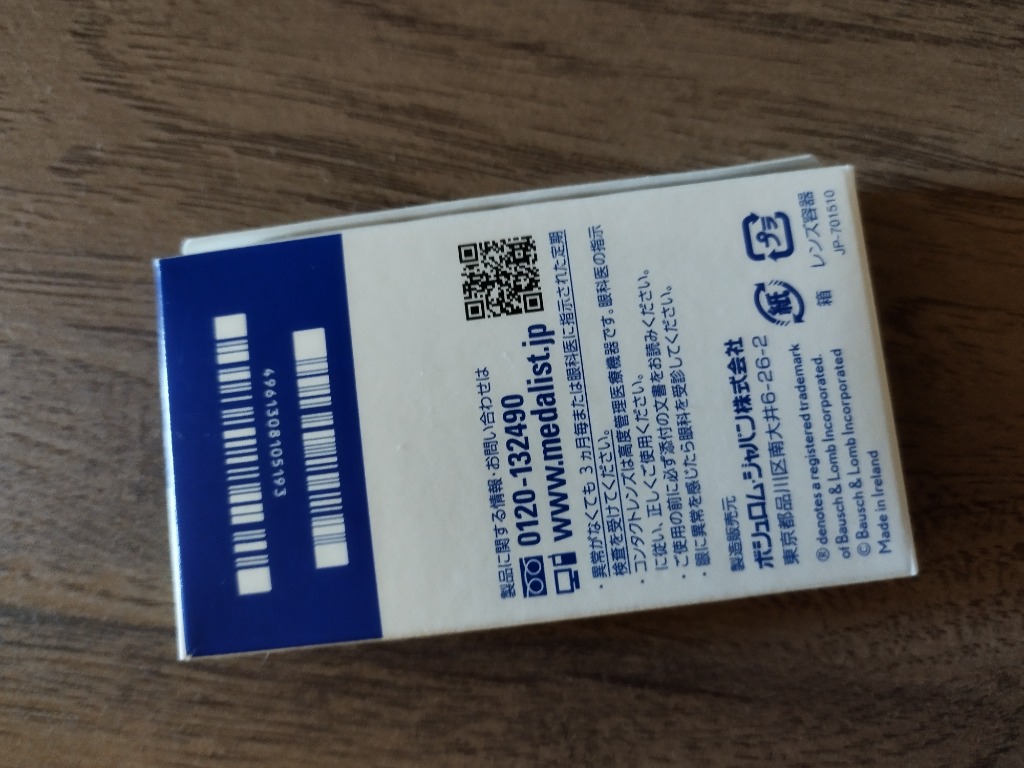 4961308105193
製品に関する情報・お問い合わせは
0120-132490
www.medalist.jp
・異常がなくても3ヵ月毎または眼科医に指示された定期
検査を受けてください。
・コンタクトレンズは高度管理医療機器です。眼科医の指示
に従い、正しくご使用ください。
・ご使用の前に必ず添付の文書をお読みください。
・眼に異常を感じたら眼科を受診してください。
製造販売元
ボシュロム・ジャパン株式会社
東京都品川区南大井6-26-2
® denotes a registered trademark
of Bausch & Lomb Incorporated.
© Bausch & Lomb Incorporated
Made in Ireland
紙
プラ
箱
レンズ容器
JP-701510